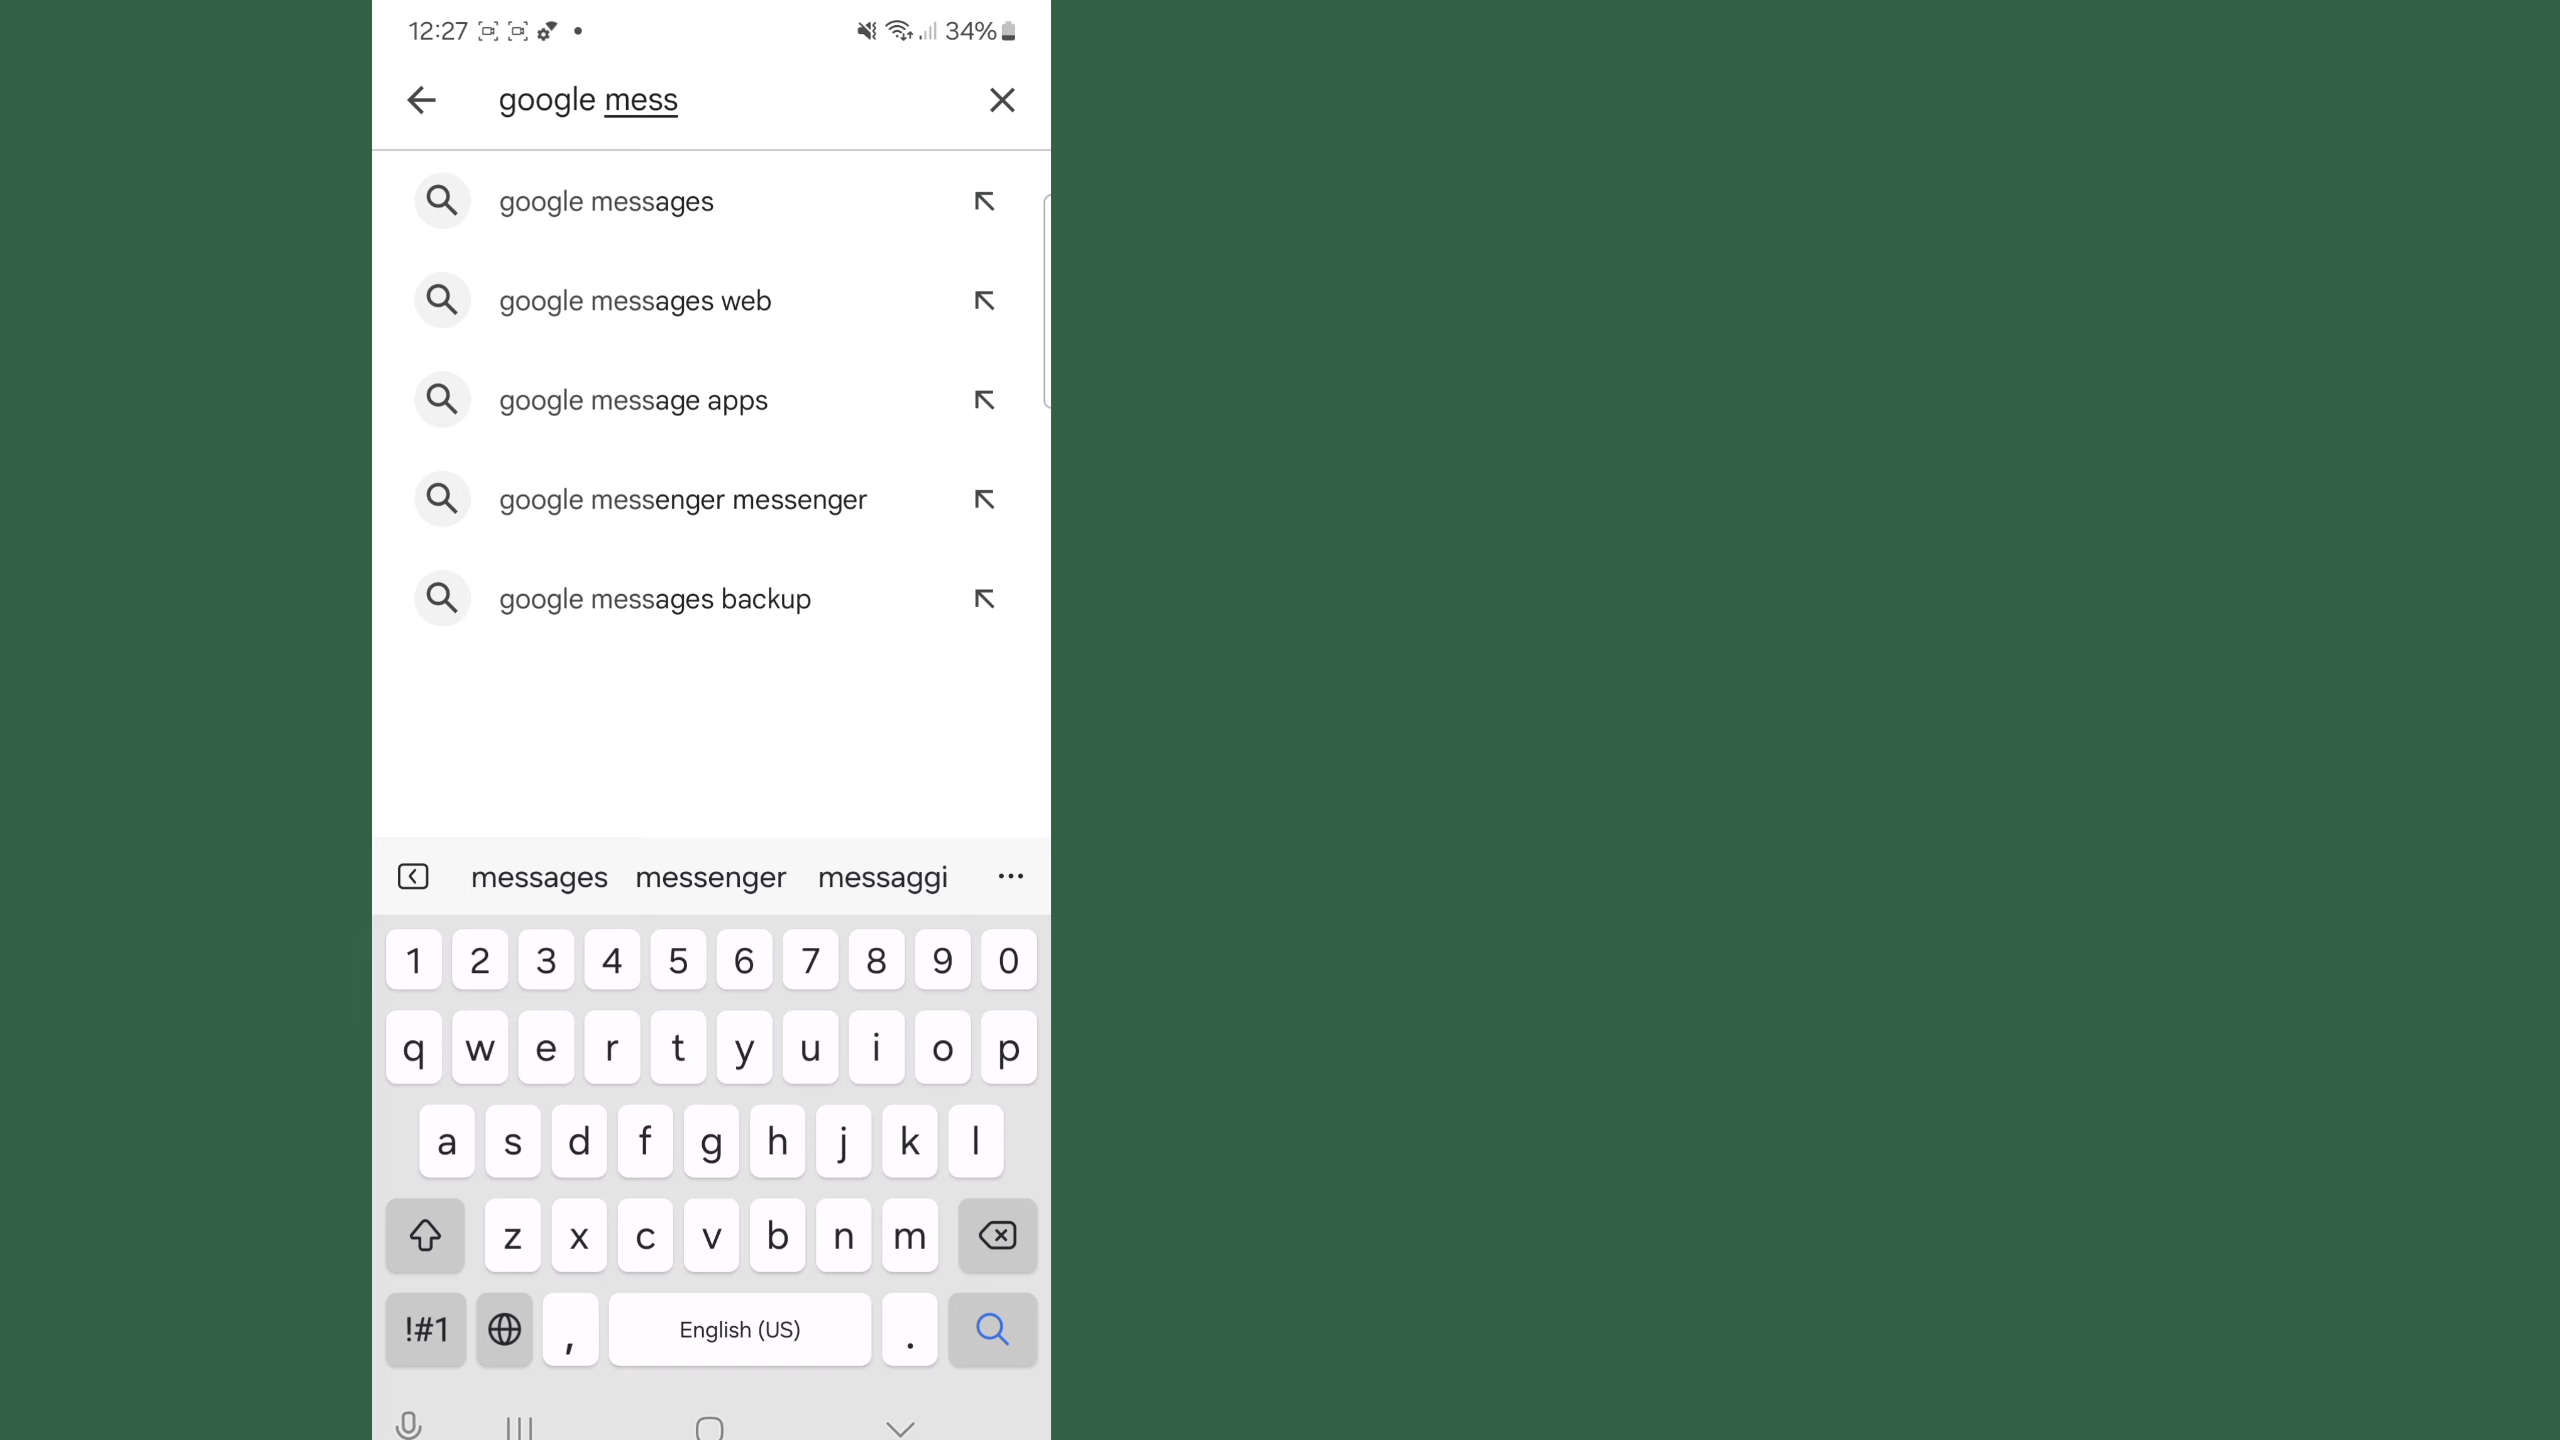 12:27 34%
google mess
google messages
google messages web
google message apps
google messenger messenger
google messages backup
messages messenger messaggi ...
1 2 3 4 5 6 7 8 9 0
q w e r t y u i o p
a s d f g h j k l
z x c v b n m
!#1 , English (US) .